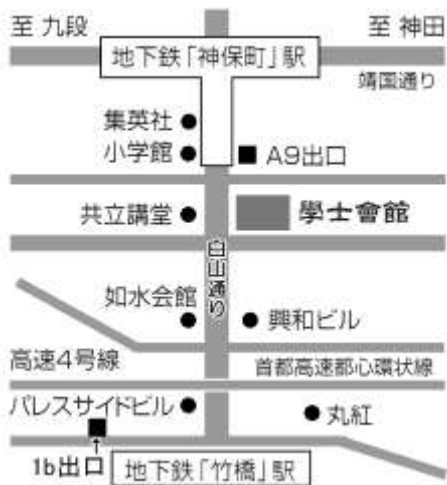 至 九段
至 神田
地下鉄「神保町」駅
靖国通り
集英社
小学館
A9出口
共立講堂
學士會館
白山通り
如水会館
興和ビル
高速4号線
首都高速都心環状線
パレスサイドビル
丸紅
1b出口
地下鉄「竹橋」駅